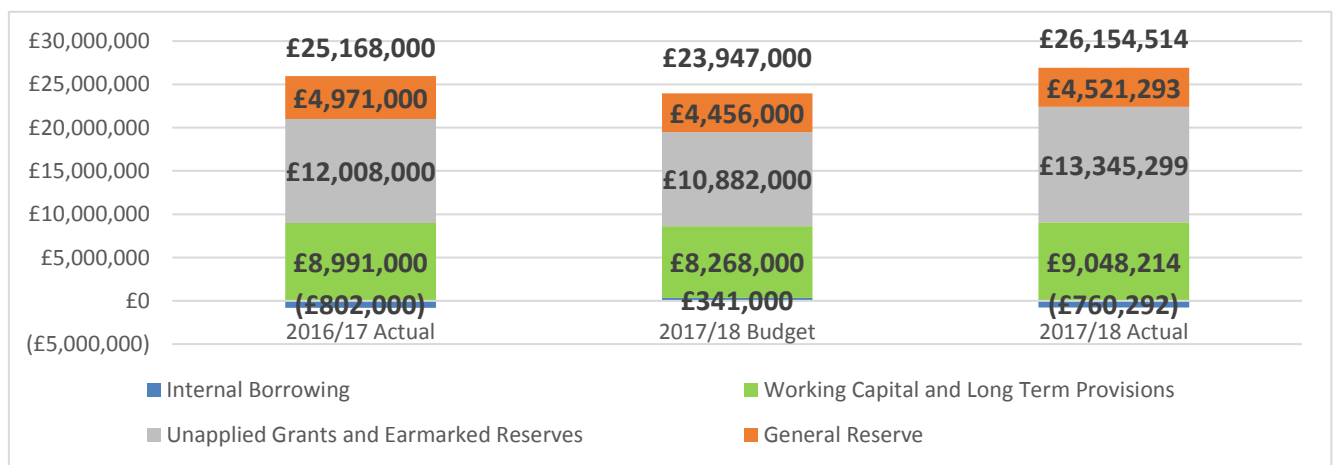 £30,000,000
£25,000,000
£20,000,000
£15,000,000
£10,000,000
£5,000,000
£0
(£5,000,000)
£25,168,000 £23,947,000 £26,154,514
£4,971,000 £4,456,000 £4,521,293
£12,008,000 £10,882,000 £13,345,299
£8,991,000 £8,268,000 £9,048,214
(£802,000) £341,000 (£760,292)
2016/17 Actual 2017/18 Budget 2017/18 Actual
Internal Borrowing Working Capital and Long Term Provisions
Unapplied Grants and Earmarked Reserves General Reserve